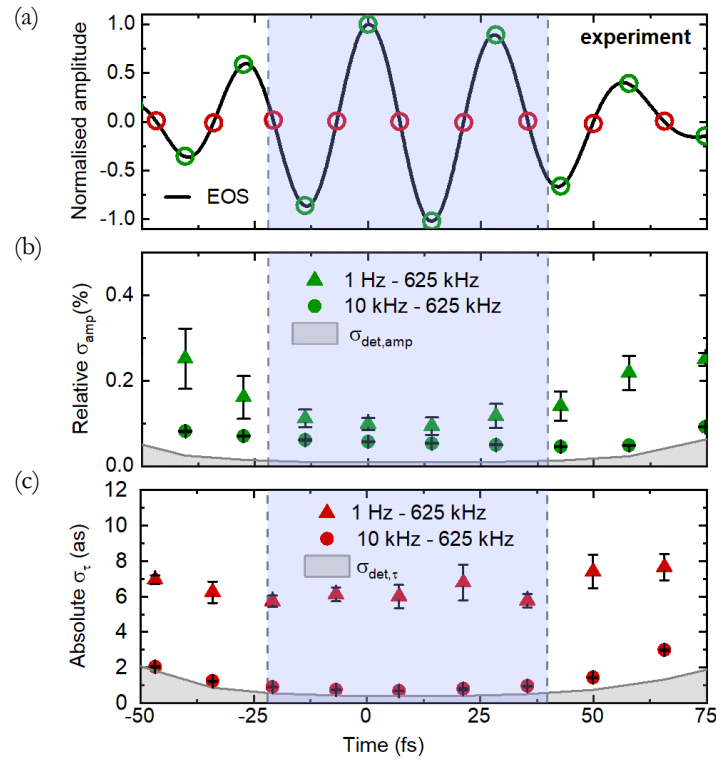 (a)
Normalised amplitude
1.0
0.5
0.0
-0.5
-1.0
experiment
EOS
(b)
Relative σamp(%)
0.4
0.2
0.0
1 Hz - 625 kHz
10 kHz - 625 kHz
σdet,amp
(c)
Absolute στ (as)
12
10
8
6
4
2
0
1 Hz - 625 kHz
10 kHz - 625 kHz
σdet,τ
-50 -25 0 25 50 75
Time (fs)